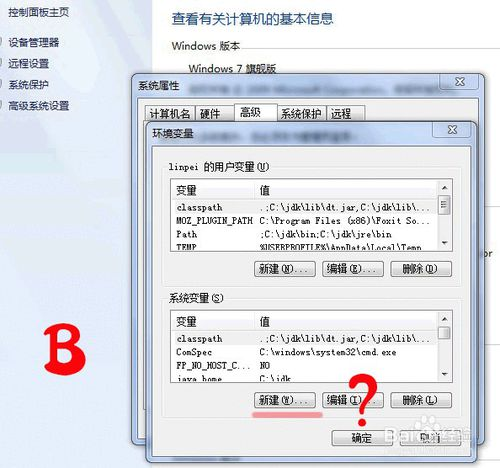 控制面板主页
设备管理器
远程设置
系统保护
高级系统设置
查看有关计算机的基本信息
Windows 版本
Windows 7 旗舰版
系统属性
计算机名 硬件 高级 系统保护 远程
环境变量
linpei 的用户变量(U)
变量 值
classpath .;C:\jdk\lib\dt.jar,C:\jdk\lib\...
MOZ_PLUGIN_PATH C:\Program Files (x86)\Foxit So...
Path ;C:\jdk\bin;C:\jdk\jre\bin
TEMP %USERPROFILE%\AppData\Local\Temp
新建(N)... 编辑(E)... 删除(D)
系统变量(S)
变量 值
classpath .;C:\jdk\lib\dt.jar,C:\jdk\lib\...
ComSpec C:\windows\system32\cmd.exe
FP_NO_HOST_C... NO
java_home C:\jdk
新建(W)... 编辑(I)... 删除(L)
确定 取消
B
?
Baidu经验